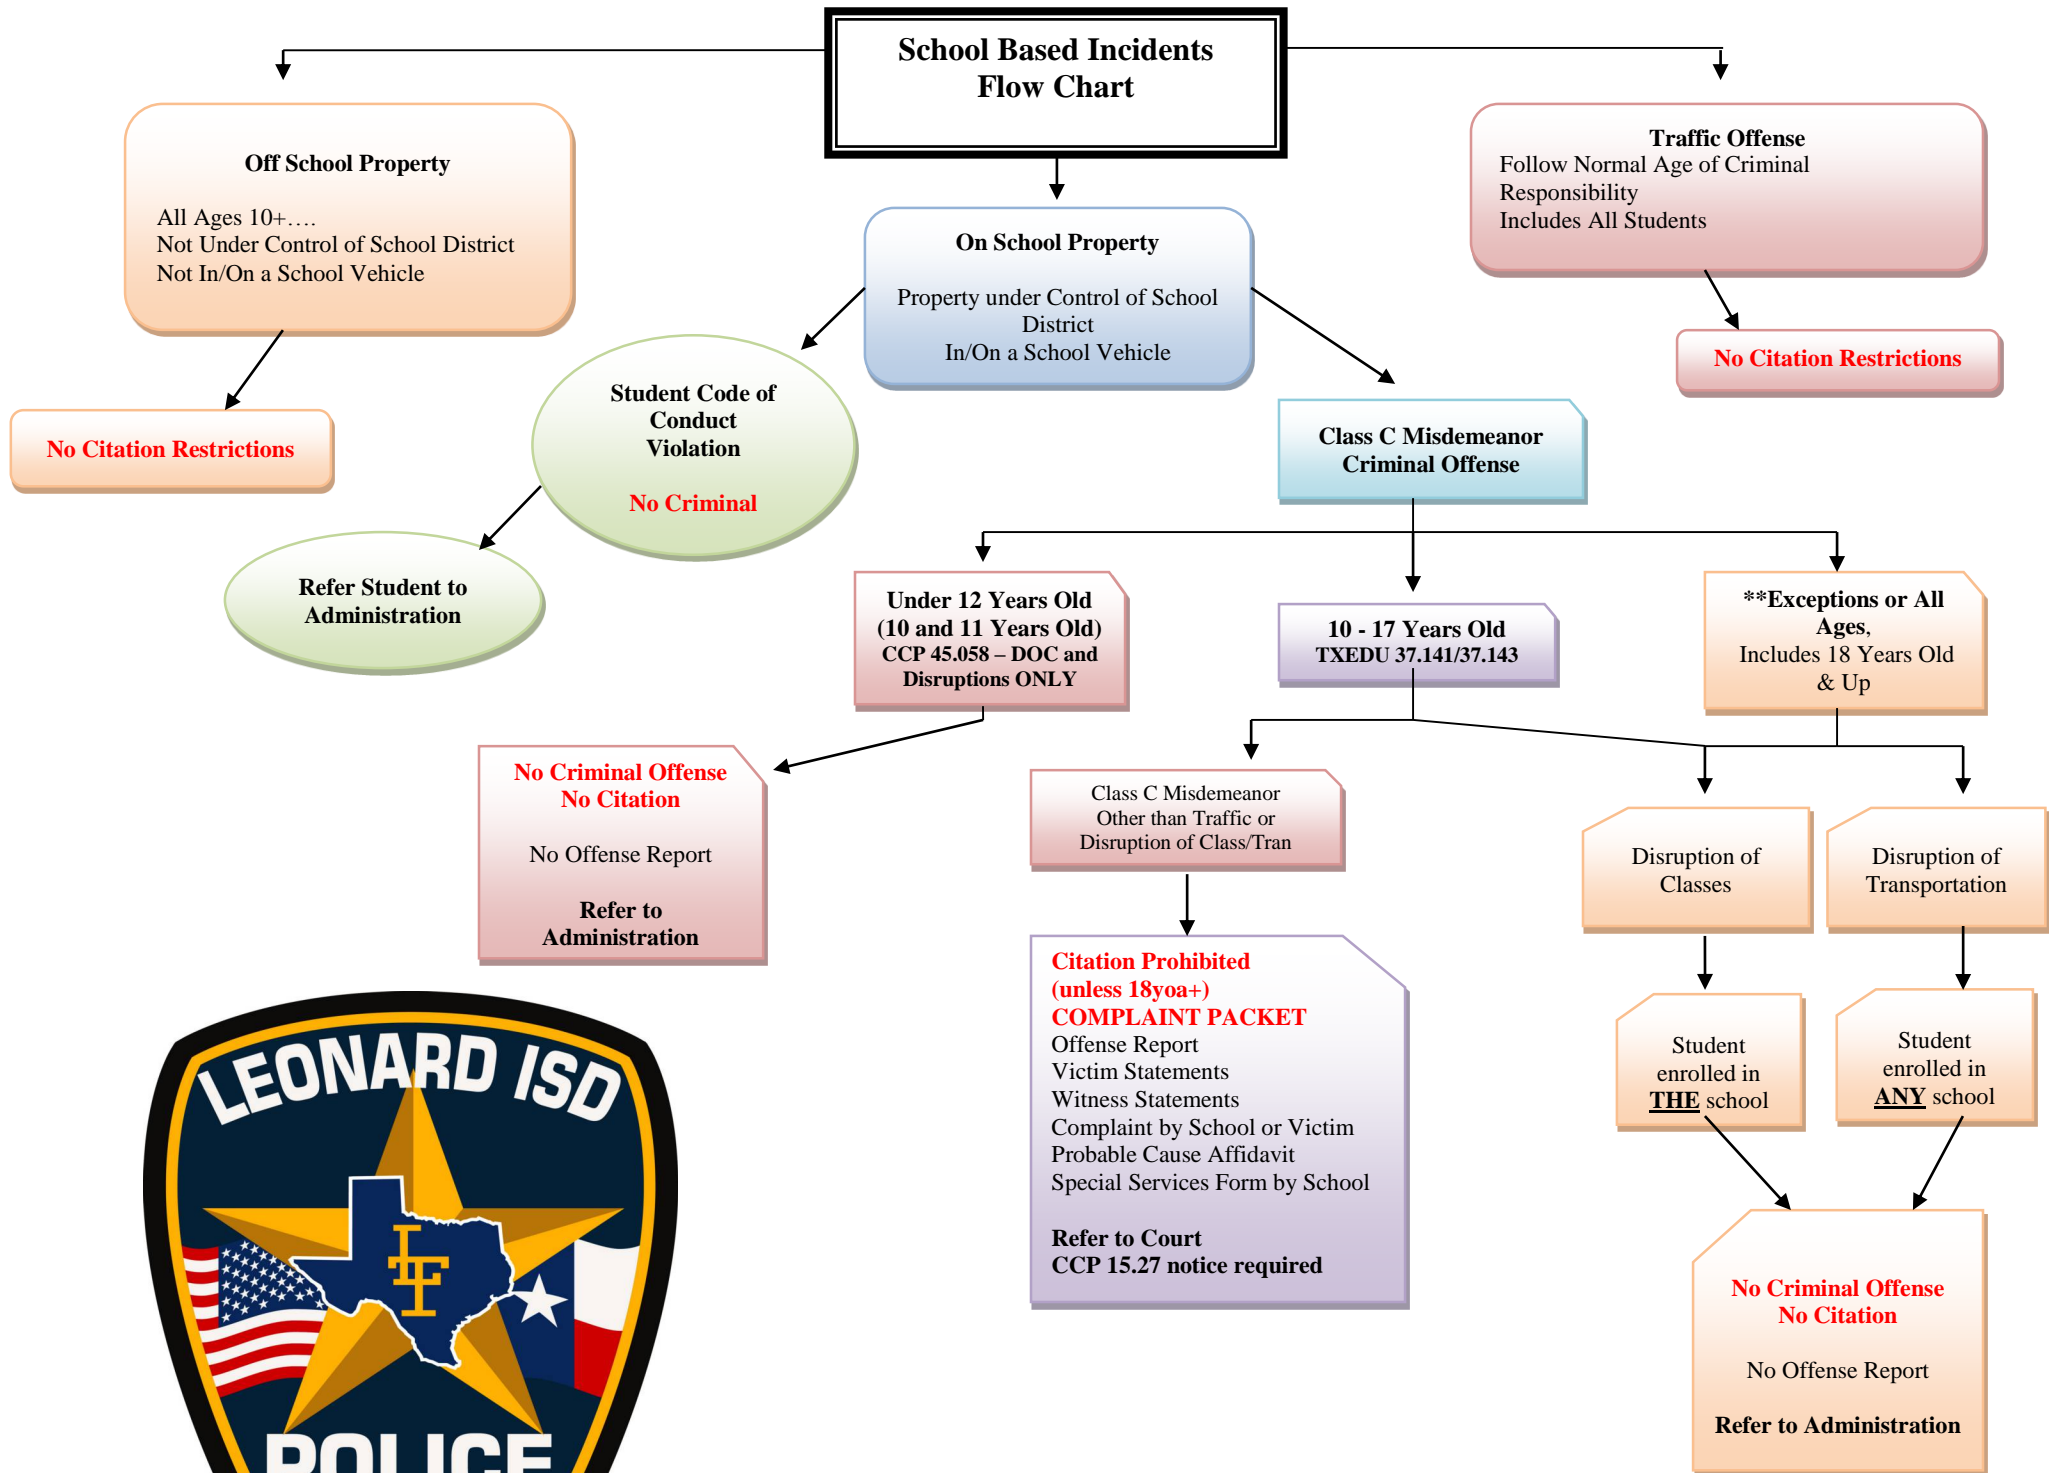 School Based Incidents
Flow Chart
Off School Property
All Ages 10+….
Not Under Control of School District
Not In/On a School Vehicle
No Citation Restrictions
Traffic Offense
Follow Normal Age of Criminal
Responsibility
Includes All Students
No Citation Restrictions
On School Property
Property under Control of School
District
In/On a School Vehicle
Student Code of
Conduct
Violation
No Criminal
Refer Student to
Administration
Class C Misdemeanor
Criminal Offense
Under 12 Years Old
(10 and 11 Years Old)
CCP 45.058 – DOC and
Disruptions ONLY
No Criminal Offense
No Citation
No Offense Report
Refer to
Administration
10 - 17 Years Old
TXEDU 37.141/37.143
Class C Misdemeanor
Other than Traffic or
Disruption of Class/Tran
Citation Prohibited
(unless 18yoa+)
COMPLAINT PACKET
Offense Report
Victim Statements
Witness Statements
Complaint by School or Victim
Probable Cause Affidavit
Special Services Form by School
Refer to Court
CCP 15.27 notice required
**Exceptions or All
Ages,
Includes 18 Years Old
& Up
Disruption of
Classes
Disruption of
Transportation
Student
enrolled in
THE school
Student
enrolled in
ANY school
No Criminal Offense
No Citation
No Offense Report
Refer to Administration
LEONARD ISD
POLICE